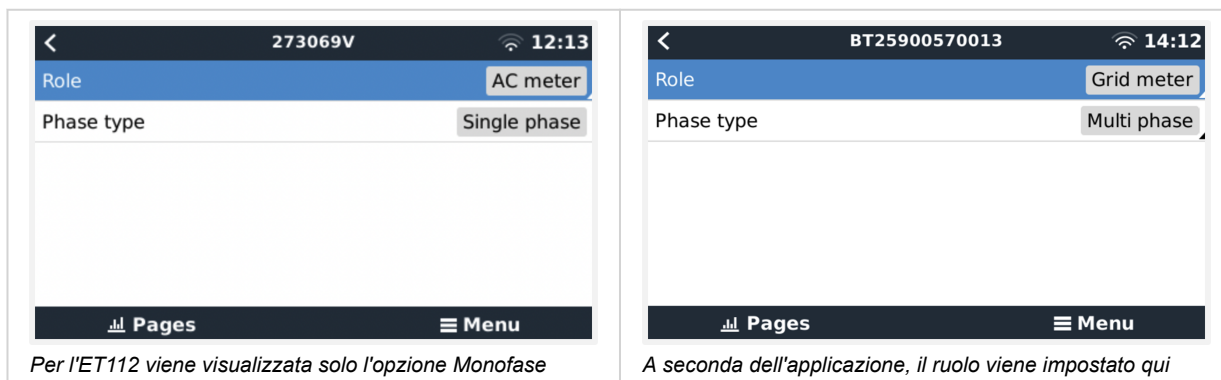 273069V 12:13
Role AC meter
Phase type Single phase
Pages Menu
Per l'ET112 viene visualizzata solo l'opzione Monofase
BT25900570013 14:12
Role Grid meter
Phase type Multi phase
Pages Menu
A seconda dell'applicazione, il ruolo viene impostato qui